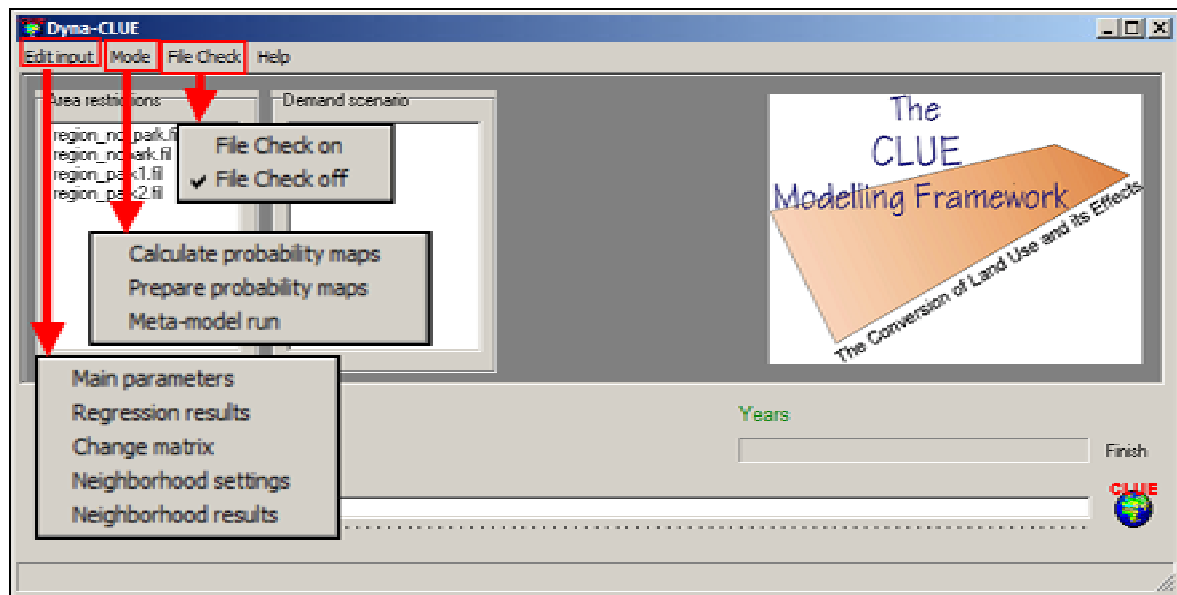 Dyna-CLUE
Edit input Mode File Check Help
Area restrictions
Demand scenario
region_park1.fil
region_park2.fil
File Check on
✓ File Check off
Calculate probability maps
Prepare probability maps
Meta-model run
Main parameters
Regression results
Change matrix
Neighborhood settings
Neighborhood results
The
CLUE
Modelling Framework
The Conversion of Land Use and its Effects
Years
Finish
CLUE